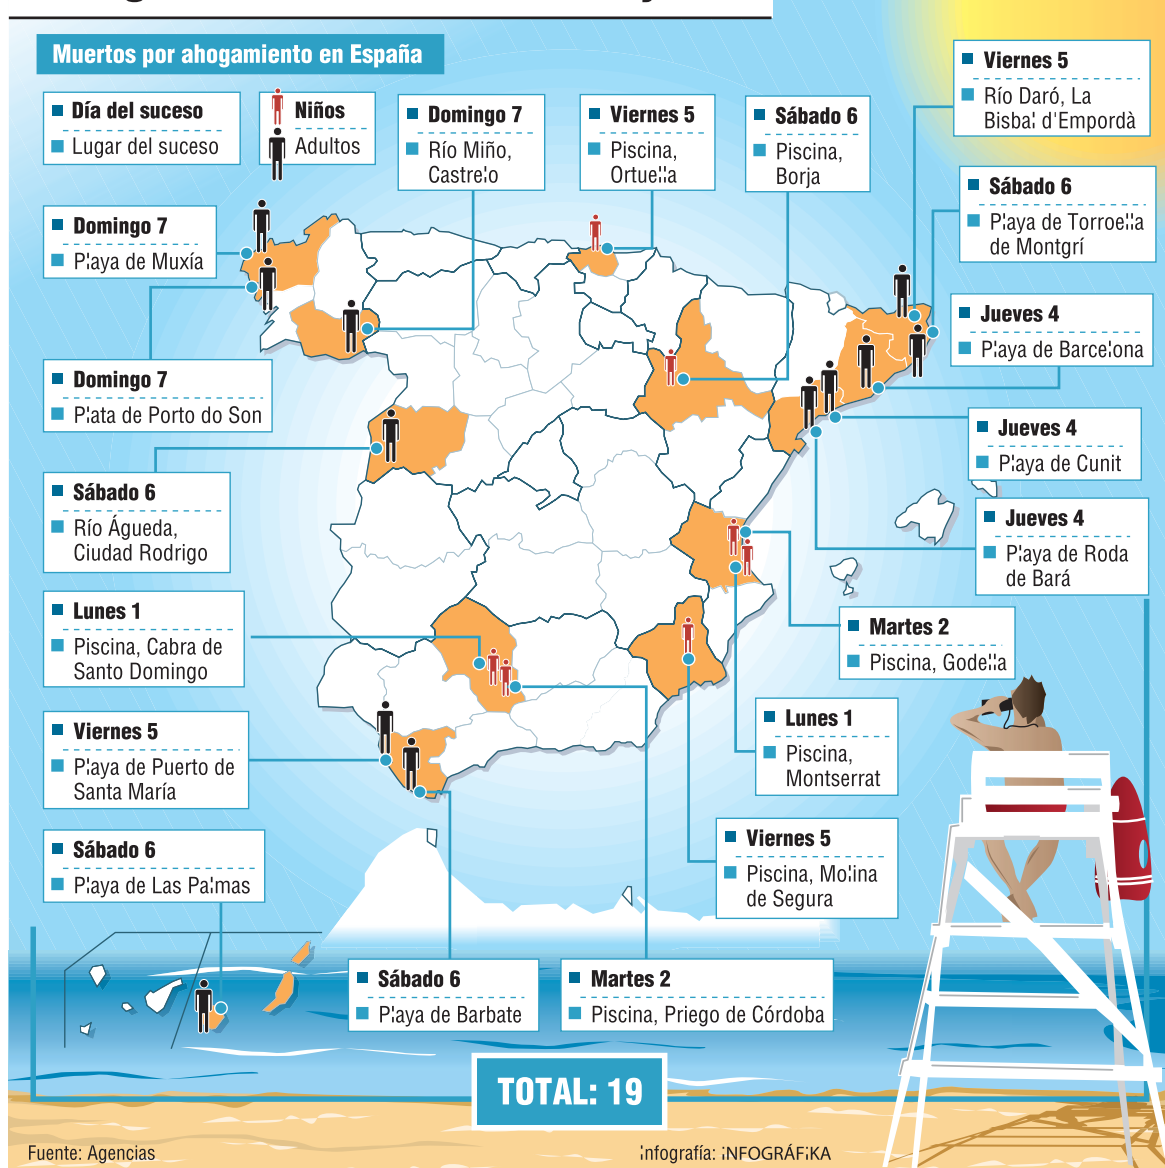 Muertos por ahogamiento en España
Día del suceso
Lugar del suceso
Niños
Adultos
Domingo 7
Río Miño,
Castrelo
Viernes 5
Piscina,
Ortuella
Sábado 6
Piscina,
Borja
Viernes 5
Río Daró, La
Bisbal d'Empordà
Sábado 6
Playa de Torroella
de Montgrí
Jueves 4
Playa de Barcelona
Jueves 4
Playa de Cunit
Jueves 4
Playa de Roda
de Bará
Domingo 7
Playa de Muxía
Domingo 7
Plata de Porto do Son
Sábado 6
Río Águeda,
Ciudad Rodrigo
Lunes 1
Piscina, Cabra de
Santo Domingo
Viernes 5
Playa de Puerto de
Santa María
Sábado 6
Playa de Las Palmas
Martes 2
Piscina, Godella
Lunes 1
Piscina,
Montserrat
Viernes 5
Piscina, Molina
de Segura
Sábado 6
Playa de Barbate
Martes 2
Piscina, Priego de Córdoba
TOTAL: 19
Fuente: Agencias
Infografía: INFOGRÁFIKA